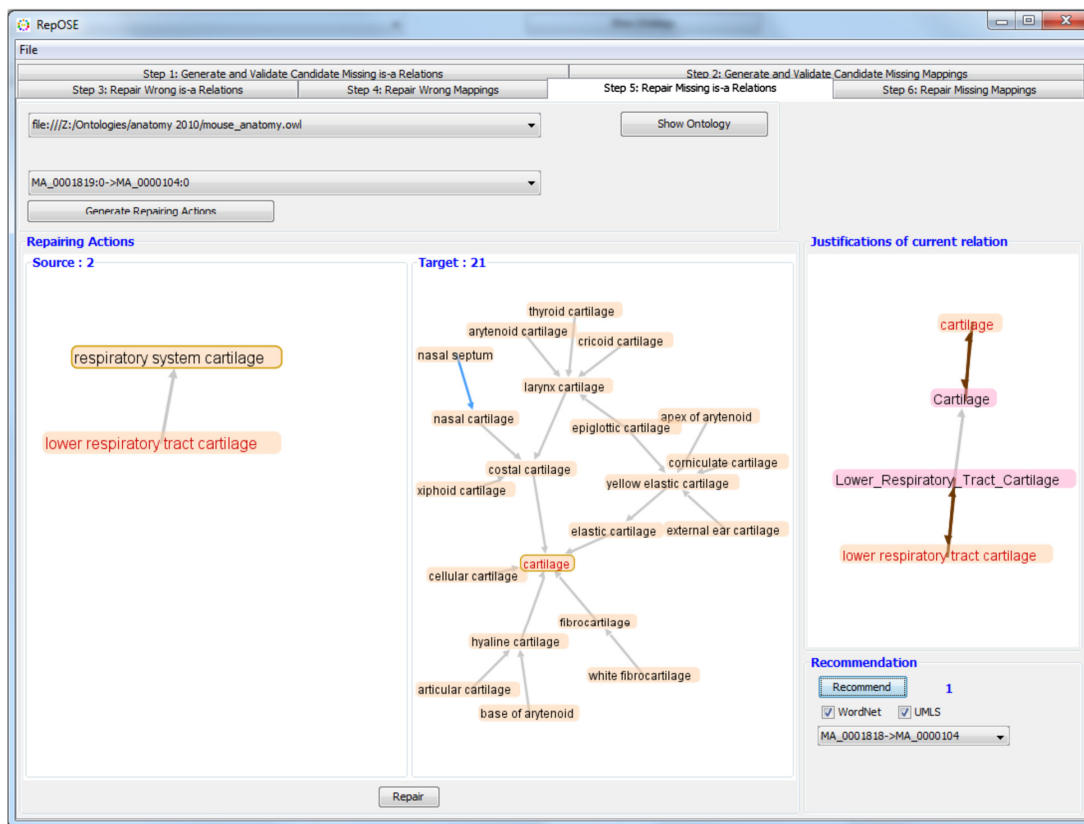 RepOSE
File
Step 1: Generate and Validate Candidate Missing is-a Relations
Step 2: Generate and Validate Candidate Missing Mappings
Step 3: Repair Wrong is-a Relations
Step 4: Repair Wrong Mappings
Step 5: Repair Missing is-a Relations
Step 6: Repair Missing Mappings
file:///Z:/Ontologies/anatomy 2010/mouse_anatomy.owl
Show Ontology
MA_0001819:0->MA_0000104:0
Generate Repairing Actions
Repairing Actions
Source : 2
respiratory system cartilage
lower respiratory tract cartilage
Target : 21
thyroid cartilage
arytenoid cartilage
cricoid cartilage
nasal septum
larynx cartilage
nasal cartilage
apex of arytenoid
epiglottic cartilage
costal cartilage
corniculate cartilage
xiphoid cartilage
yellow elastic cartilage
elastic cartilage
external ear cartilage
cartilage
cellular cartilage
fibrocartilage
hyaline cartilage
white fibrocartilage
articular cartilage
base of arytenoid
Repair
Justifications of current relation
cartilage
Cartilage
Lower_Respiratory_Tract_Cartilage
lower respiratory tract cartilage
Recommendation
Recommend
1
WordNet
UMLS
MA_0001818->MA_0000104